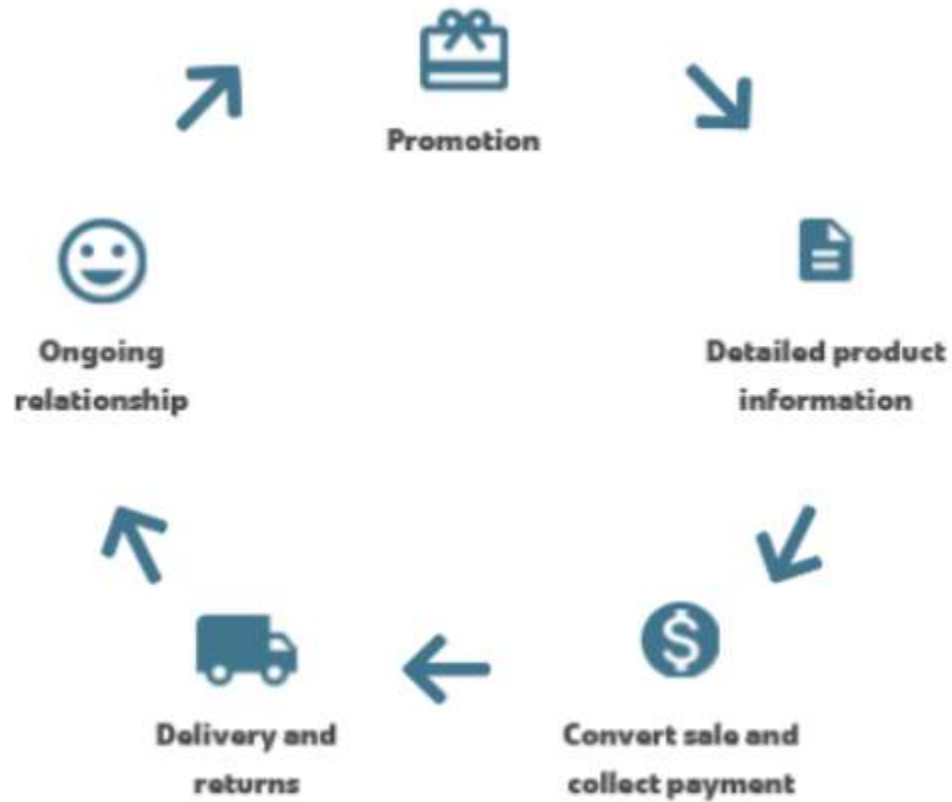 Promotion
Detailed product
information
Convert sale and
collect payment
Delivery and
returns
Ongoing
relationship